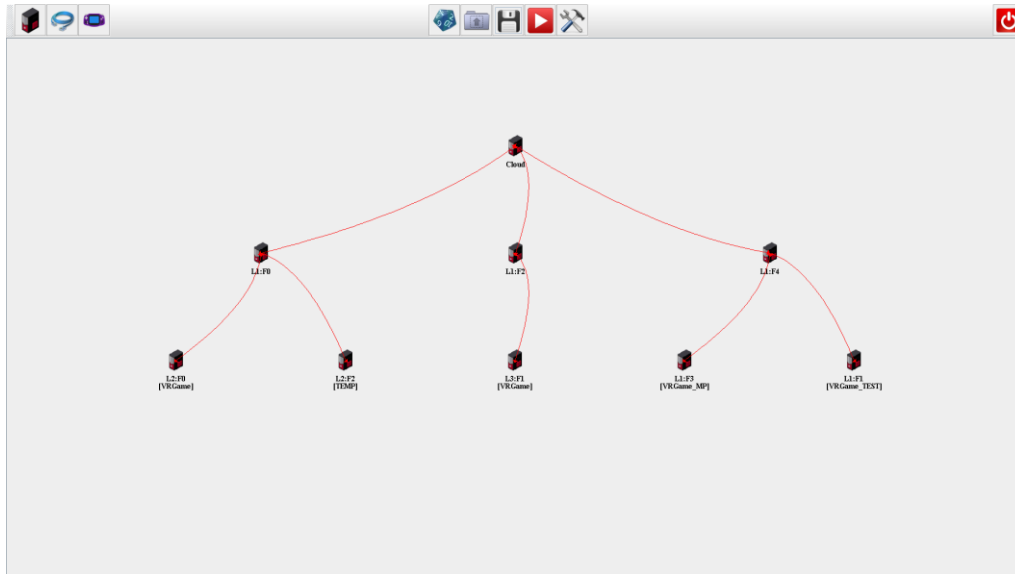 Cloud
L1:F0
L1:F2
L1:F4
L2:F0
[VRGame]
L2:F2
[TEMP]
L3:F1
[VRGame]
L1:F3
[VRGame_MP]
L1:F1
[VRGame_TEST]